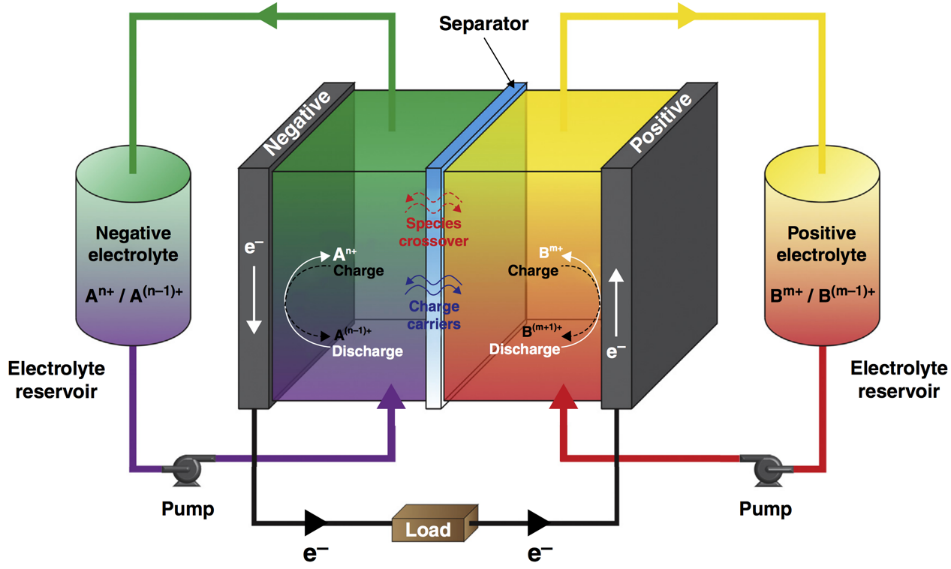 Separator
Negative
Positive
Negative
electrolyte
Aⁿ⁺ / A⁽ⁿ⁻¹⁾⁺
Electrolyte
reservoir
e⁻
Aⁿ⁺
Charge
A⁽ⁿ⁻¹⁾⁺
Discharge
Species
crossover
Charge
carriers
Bᵐ⁺
Charge
B⁽ᵐ⁺¹⁾⁺
Discharge
e⁻
Positive
electrolyte
Bᵐ⁺ / B⁽ᵐ⁻¹⁾⁺
Electrolyte
reservoir
Pump
Pump
Load
e⁻
e⁻